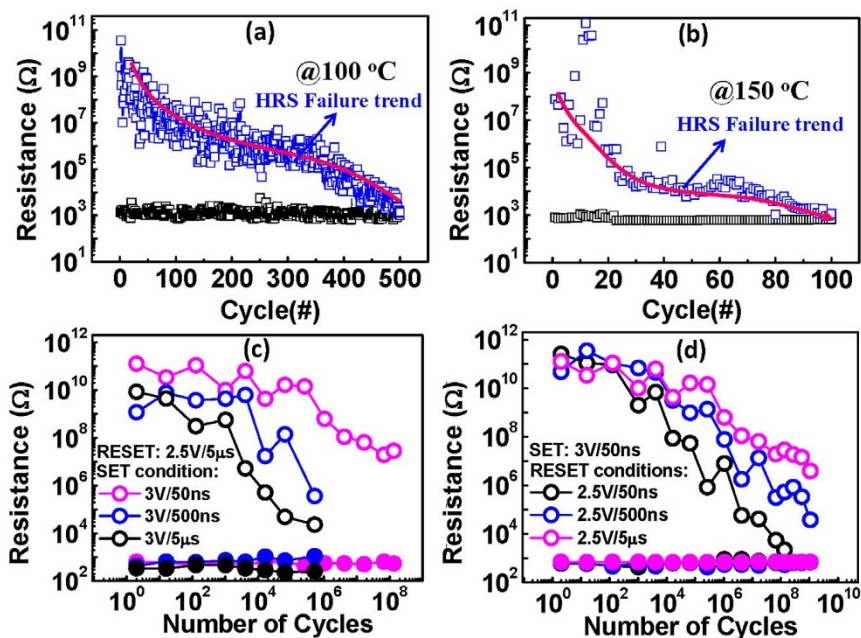 (a)
@100 °C
HRS Failure trend
Resistance (Ω)
10¹¹
10⁹
10⁷
10⁵
10³
10¹
0 100 200 300 400 500
Cycle(#)
(b)
@150 °C
HRS Failure trend
Resistance (Ω)
10¹¹
10⁹
10⁷
10⁵
10³
10¹
0 20 40 60 80 100
Cycle(#)
(c)
Resistance (Ω)
10¹²
10¹⁰
10⁸
10⁶
10⁴
10²
RESET: 2.5V/5µs
SET condition:
3V/50ns
3V/500ns
3V/5µs
10⁰ 10² 10⁴ 10⁶ 10⁸
Number of Cycles
(d)
Resistance (Ω)
10¹²
10¹⁰
10⁸
10⁶
10⁴
10²
SET: 3V/50ns
RESET conditions:
2.5V/50ns
2.5V/500ns
2.5V/5µs
10⁰ 10² 10⁴ 10⁶ 10⁸ 10¹⁰
Number of Cycles